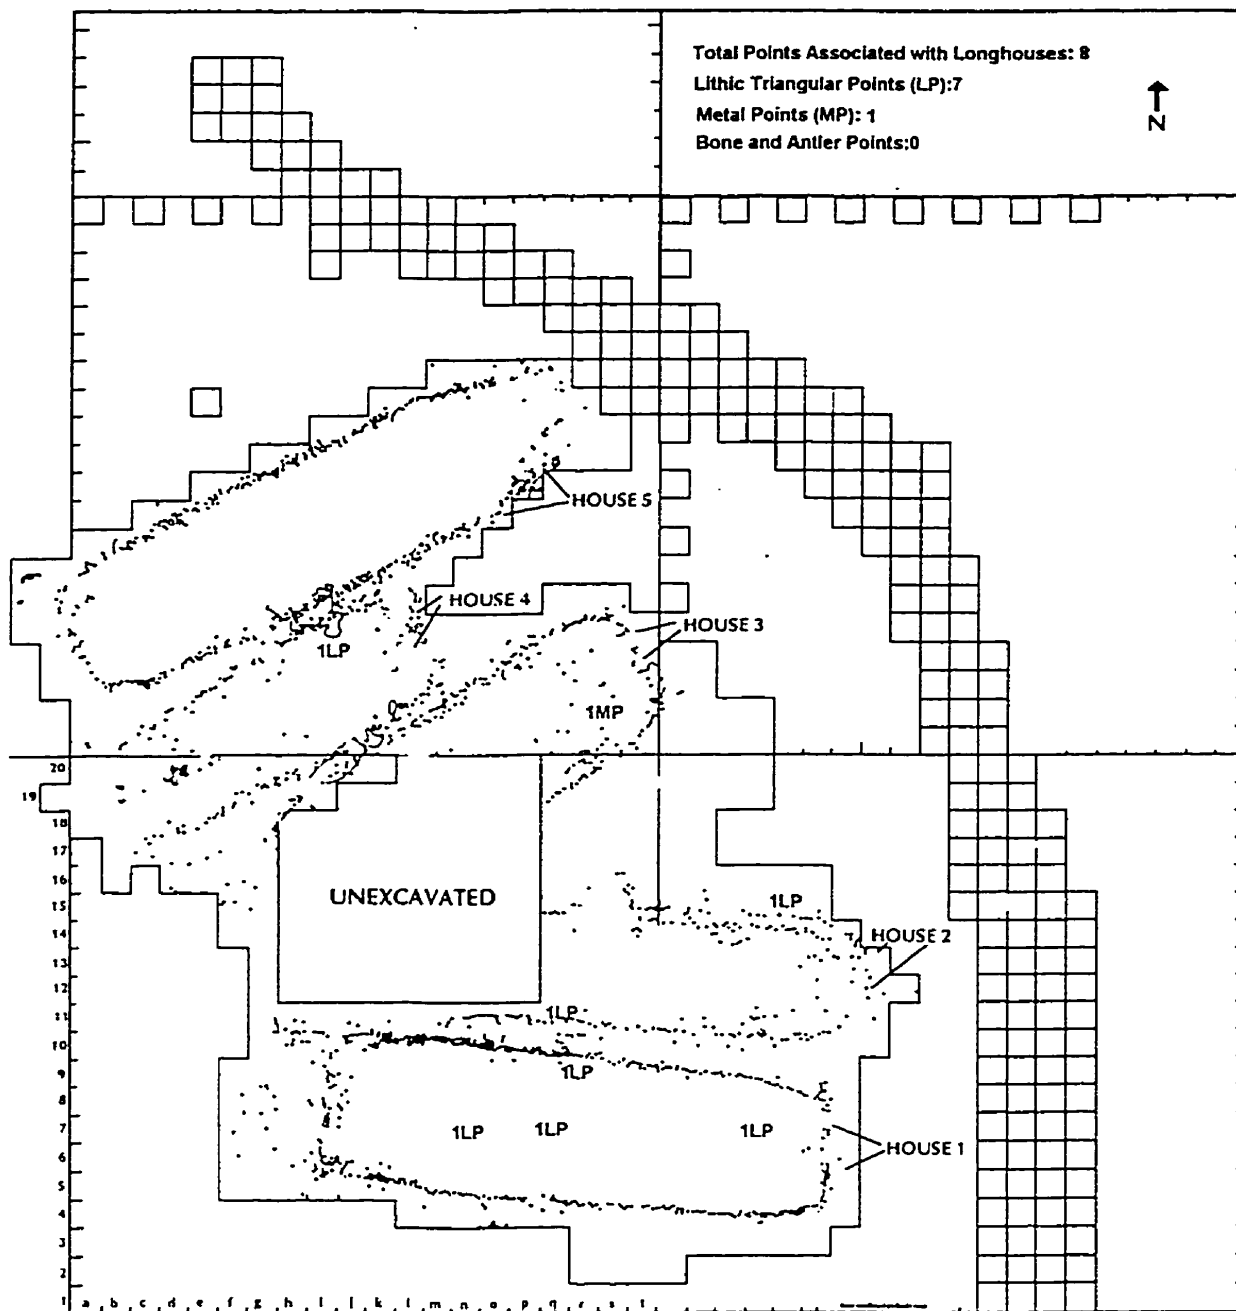 Total Points Associated with Longhouses: 8
Lithic Triangular Points (LP):7
Metal Points (MP): 1
Bone and Antler Points:0
N
HOUSE 5
HOUSE 4
HOUSE 3
1LP
1MP
20
19
18
17
16
UNEXCAVATED
1LP
15
14
HOUSE 2
13
12
11
1LP
10
9
1LP
8
7
1LP 1LP 1LP
HOUSE 1
6
5
4
3
2
1 a b c d e f g h i j k l m n o p q r s t